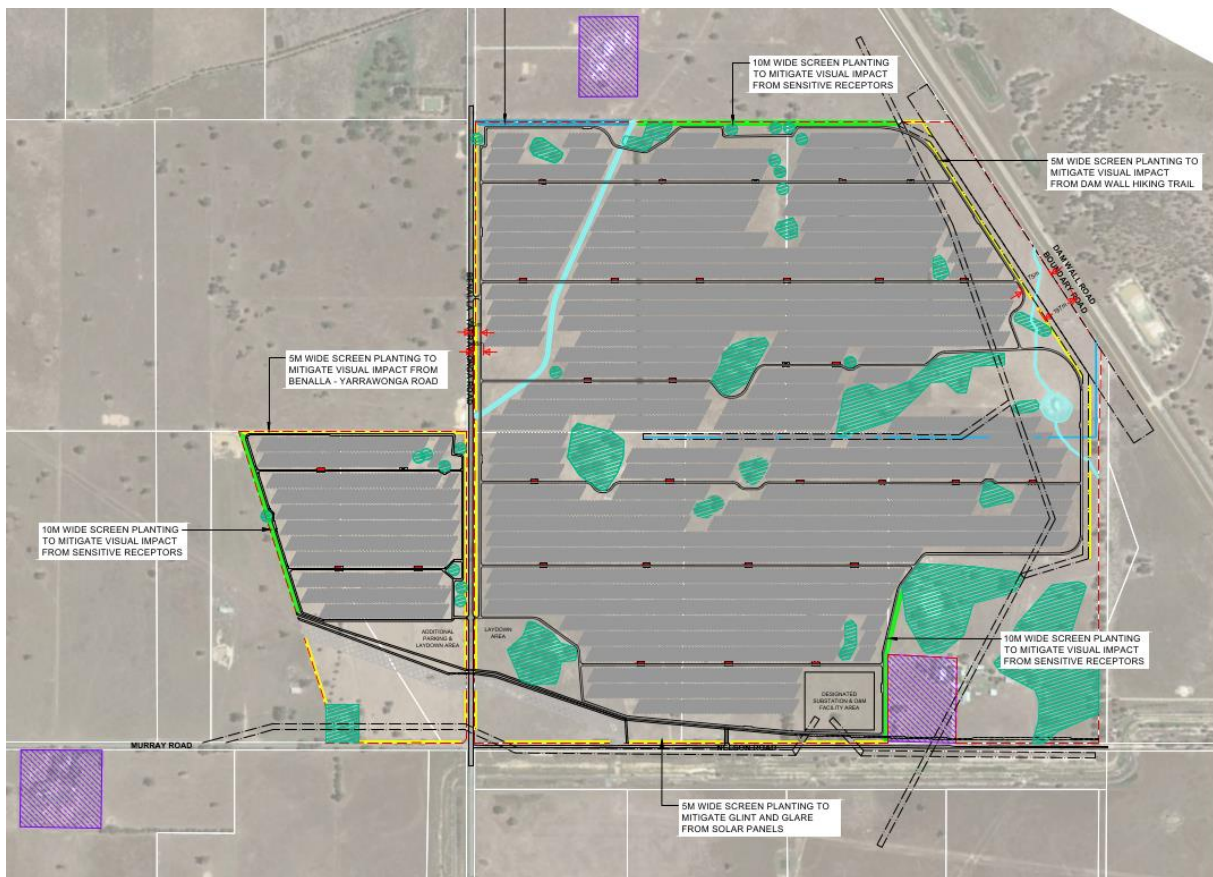 10M WIDE SCREEN PLANTING
TO MITIGATE VISUAL IMPACT
FROM SENSITIVE RECEPTORS
5M WIDE SCREEN PLANTING TO
MITIGATE VISUAL IMPACT
FROM DAM WALL HIKING TRAIL
DAM WALL ROAD
BOUNDARY ROAD
5M WIDE SCREEN PLANTING TO
MITIGATE VISUAL IMPACT FROM
BENALLA - YARRAWONGA ROAD
10M WIDE SCREEN PLANTING
TO MITIGATE VISUAL IMPACT
FROM SENSITIVE RECEPTORS
ADDITIONAL
PARKING &
LAYDOWN AREA
LAYDOWN
AREA
10M WIDE SCREEN PLANTING
TO MITIGATE VISUAL IMPACT
FROM SENSITIVE RECEPTORS
DESIGNATED
SUBSTATION & O&M
FACILITY AREA
MURRAY ROAD
NELSON ROAD
5M WIDE SCREEN PLANTING TO
MITIGATE GLINT AND GLARE
FROM SOLAR PANELS